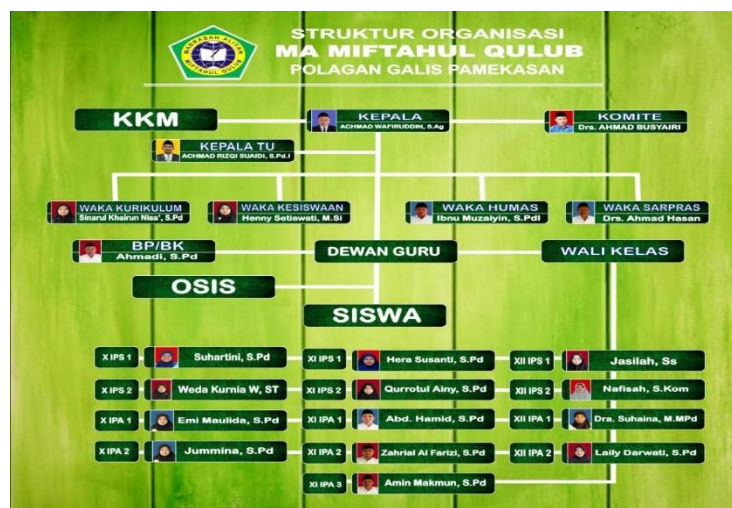 STRUKTUR ORGANISASI
MA MIFTAHUL QULUB
POLAGAN GALIS PAMEKASAN
MADRASAH ALIYAH
MIFTAHUL QULUB
KKM
KEPALA
ACHMAD WAFIRUDDIN, S.Ag
KOMITE
Drs. AHMAD BUSYAIRI
KEPALA TU
ACHMAD RIZQI SUAIDI, S.Pd.I
WAKA KURIKULUM
Sinarul Khairun Nisa', S.Pd
WAKA KESISWAAN
Henny Setiawati, M.Si
WAKA HUMAS
Ibnu Muzaiyin, S.PdI
WAKA SARPRAS
Drs. Ahmad Hasan
BP/BK
Ahmadi, S.Pd
DEWAN GURU
WALI KELAS
OSIS
SISWA
X IPS 1 Suhartini, S.Pd XI IPS 1 Hera Susanti, S.Pd XII IPS 1 Jasilah, Ss
X IPS 2 Weda Kurnia W, ST XI IPS 2 Qurrotul Ainy, S.Pd XII IPS 2 Nafisah, S.Kom
X IPA 1 Emi Maulida, S.Pd XI IPA 1 Abd. Hamid, S.Pd XII IPA 1 Dra. Suhaina, M.MPd
X IPA 2 Jummina, S.Pd XI IPA 2 Zahrial Al Farizi, S.Pd XII IPA 2 Laily Darwati, S.Pd
XI IPA 3 Amin Makmun, S.Pd